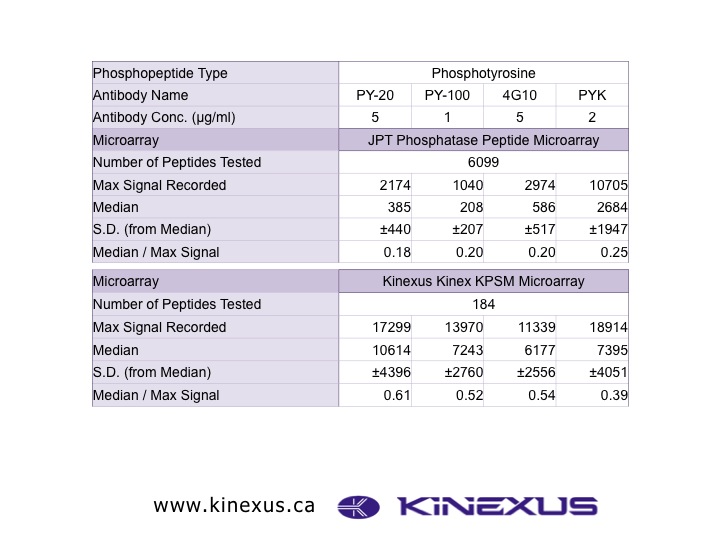 Phosphopeptide Type Phosphotyrosine
Antibody Name PY-20 PY-100 4G10 PYK
Antibody Conc. (μg/ml) 5 1 5 2
Microarray JPT Phosphatase Peptide Microarray
Number of Peptides Tested 6099
Max Signal Recorded 2174 1040 2974 10705
Median 385 208 586 2684
S.D. (from Median) ±440 ±207 ±517 ±1947
Median / Max Signal 0.18 0.20 0.20 0.25
Microarray Kinexus Kinex KPSM Microarray
Number of Peptides Tested 184
Max Signal Recorded 17299 13970 11339 18914
Median 10614 7243 6177 7395
S.D. (from Median) ±4396 ±2760 ±2556 ±4051
Median / Max Signal 0.61 0.52 0.54 0.39
www.kinexus.ca KiNEXUS